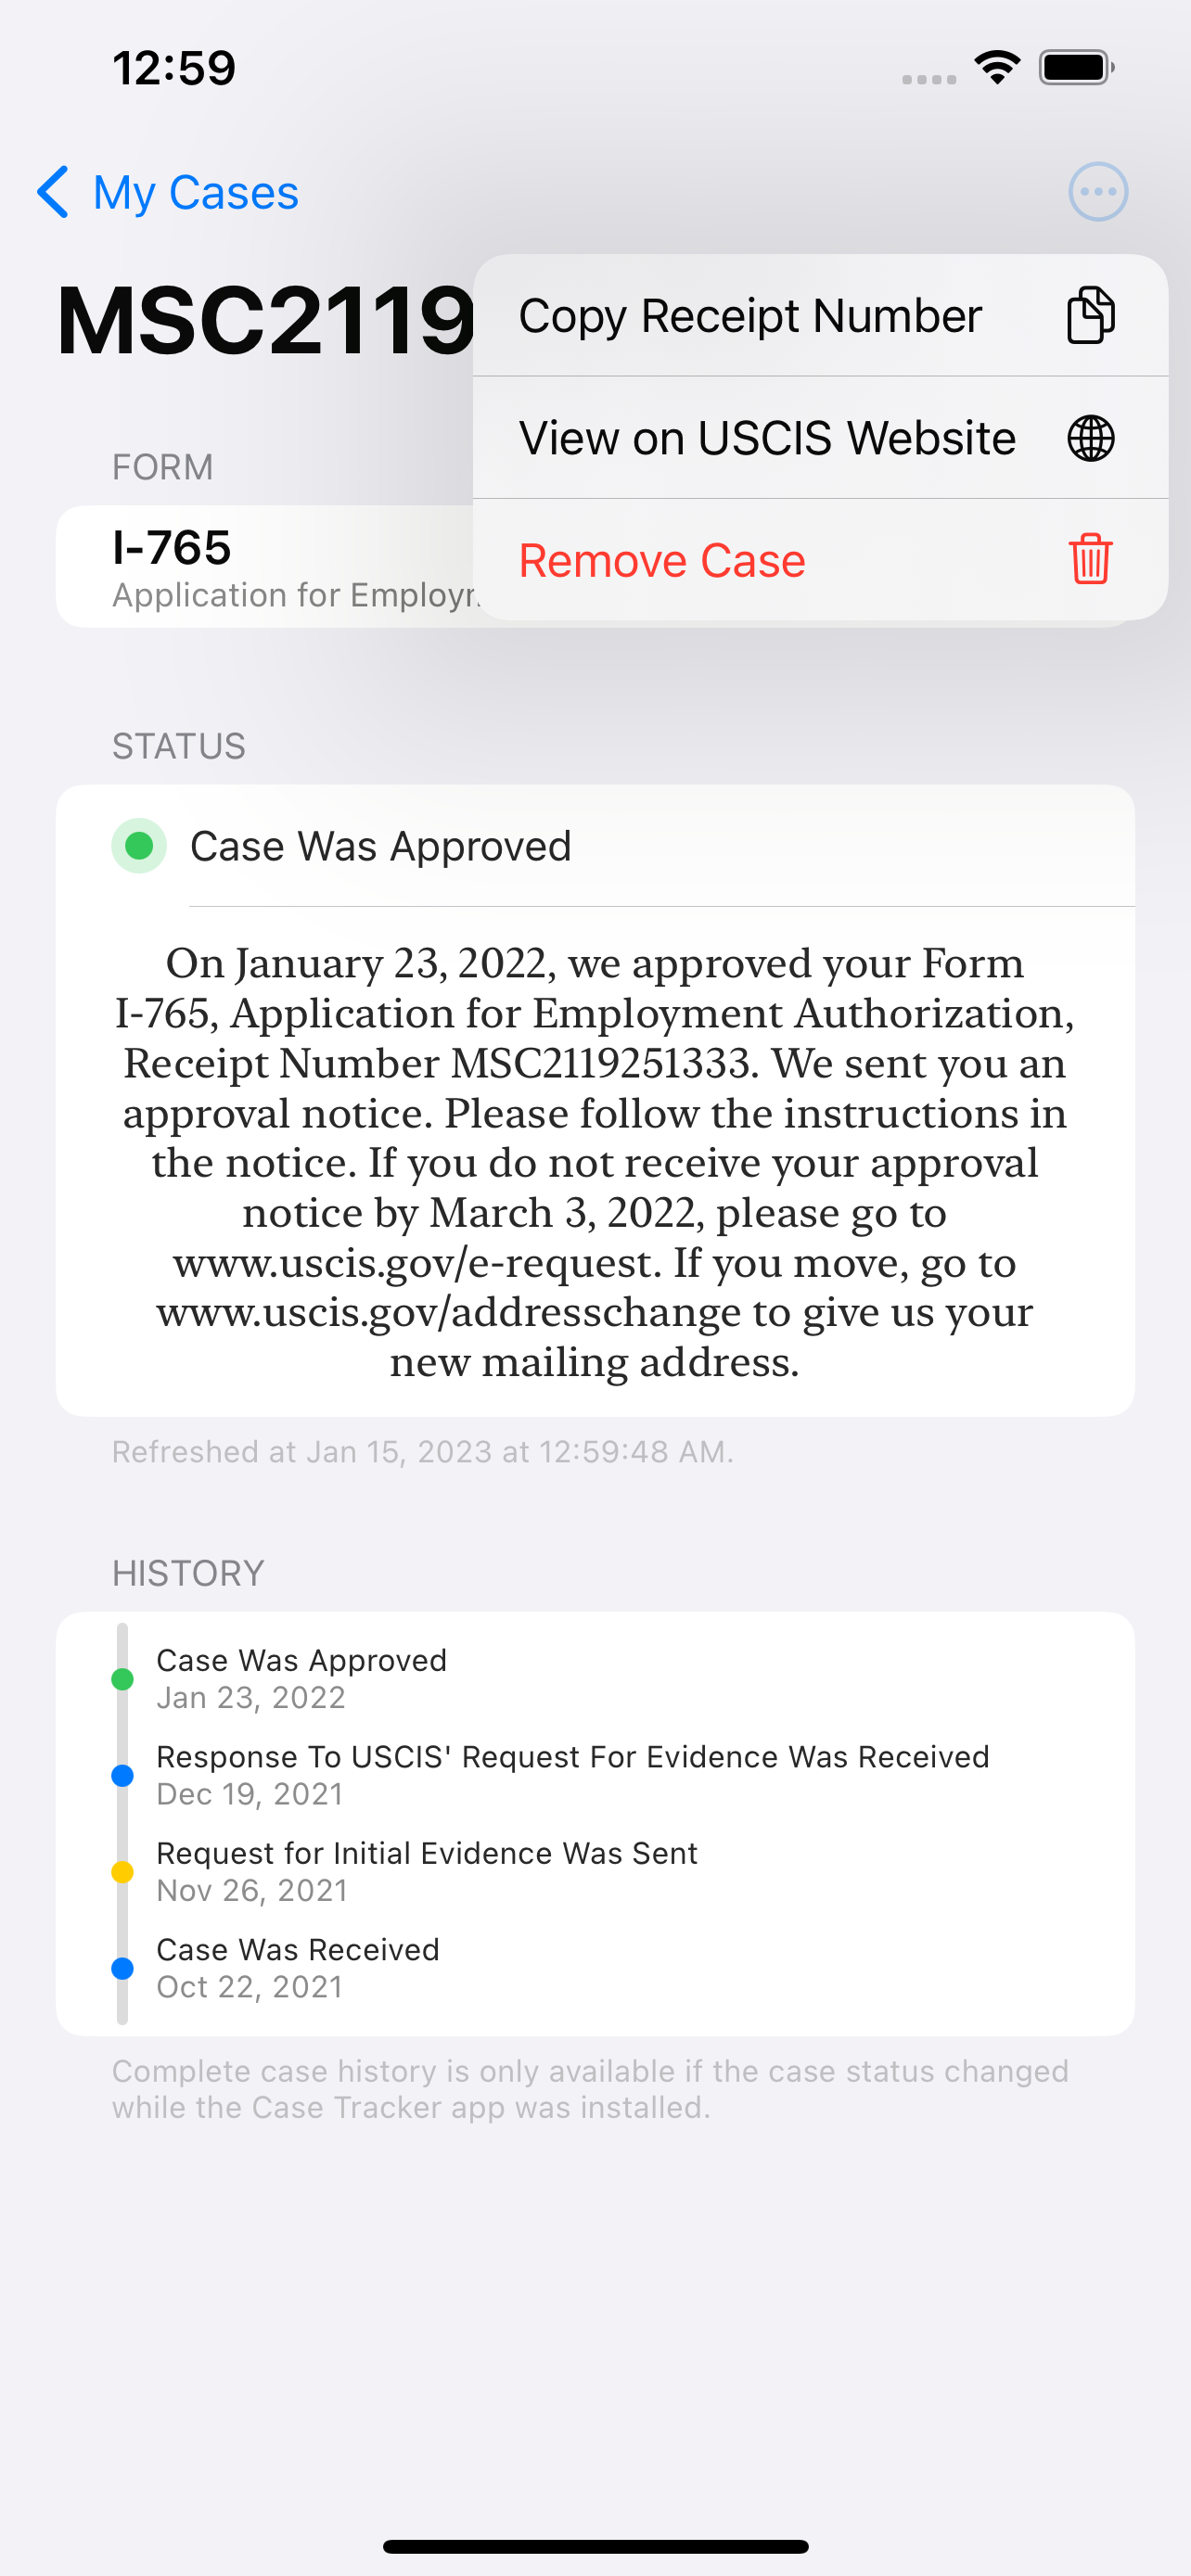 12:59
My Cases
MSC2119
Copy Receipt Number
View on USCIS Website
Remove Case
FORM
I-765
Application for
STATUS
Case Was Approved
On January 23, 2022, we approved your Form
I-765, Application for Employment Authorization,
Receipt Number MSC2119251333. We sent you an
approval notice. Please follow the instructions in
the notice. If you do not receive your approval
notice by March 3, 2022, please go to
www.uscis.gov/e-request. If you move, go to
www.uscis.gov/addresschange to give us your
new mailing address.
Refreshed at Jan 15, 2023 at 12:59:48 AM.
HISTORY
Case Was Approved
Jan 23, 2022
Response To USCIS' Request For Evidence Was Received
Dec 19, 2021
Request for Initial Evidence Was Sent
Nov 26, 2021
Case Was Received
Oct 22, 2021
Complete case history is only available if the case status changed
while the Case Tracker app was installed.